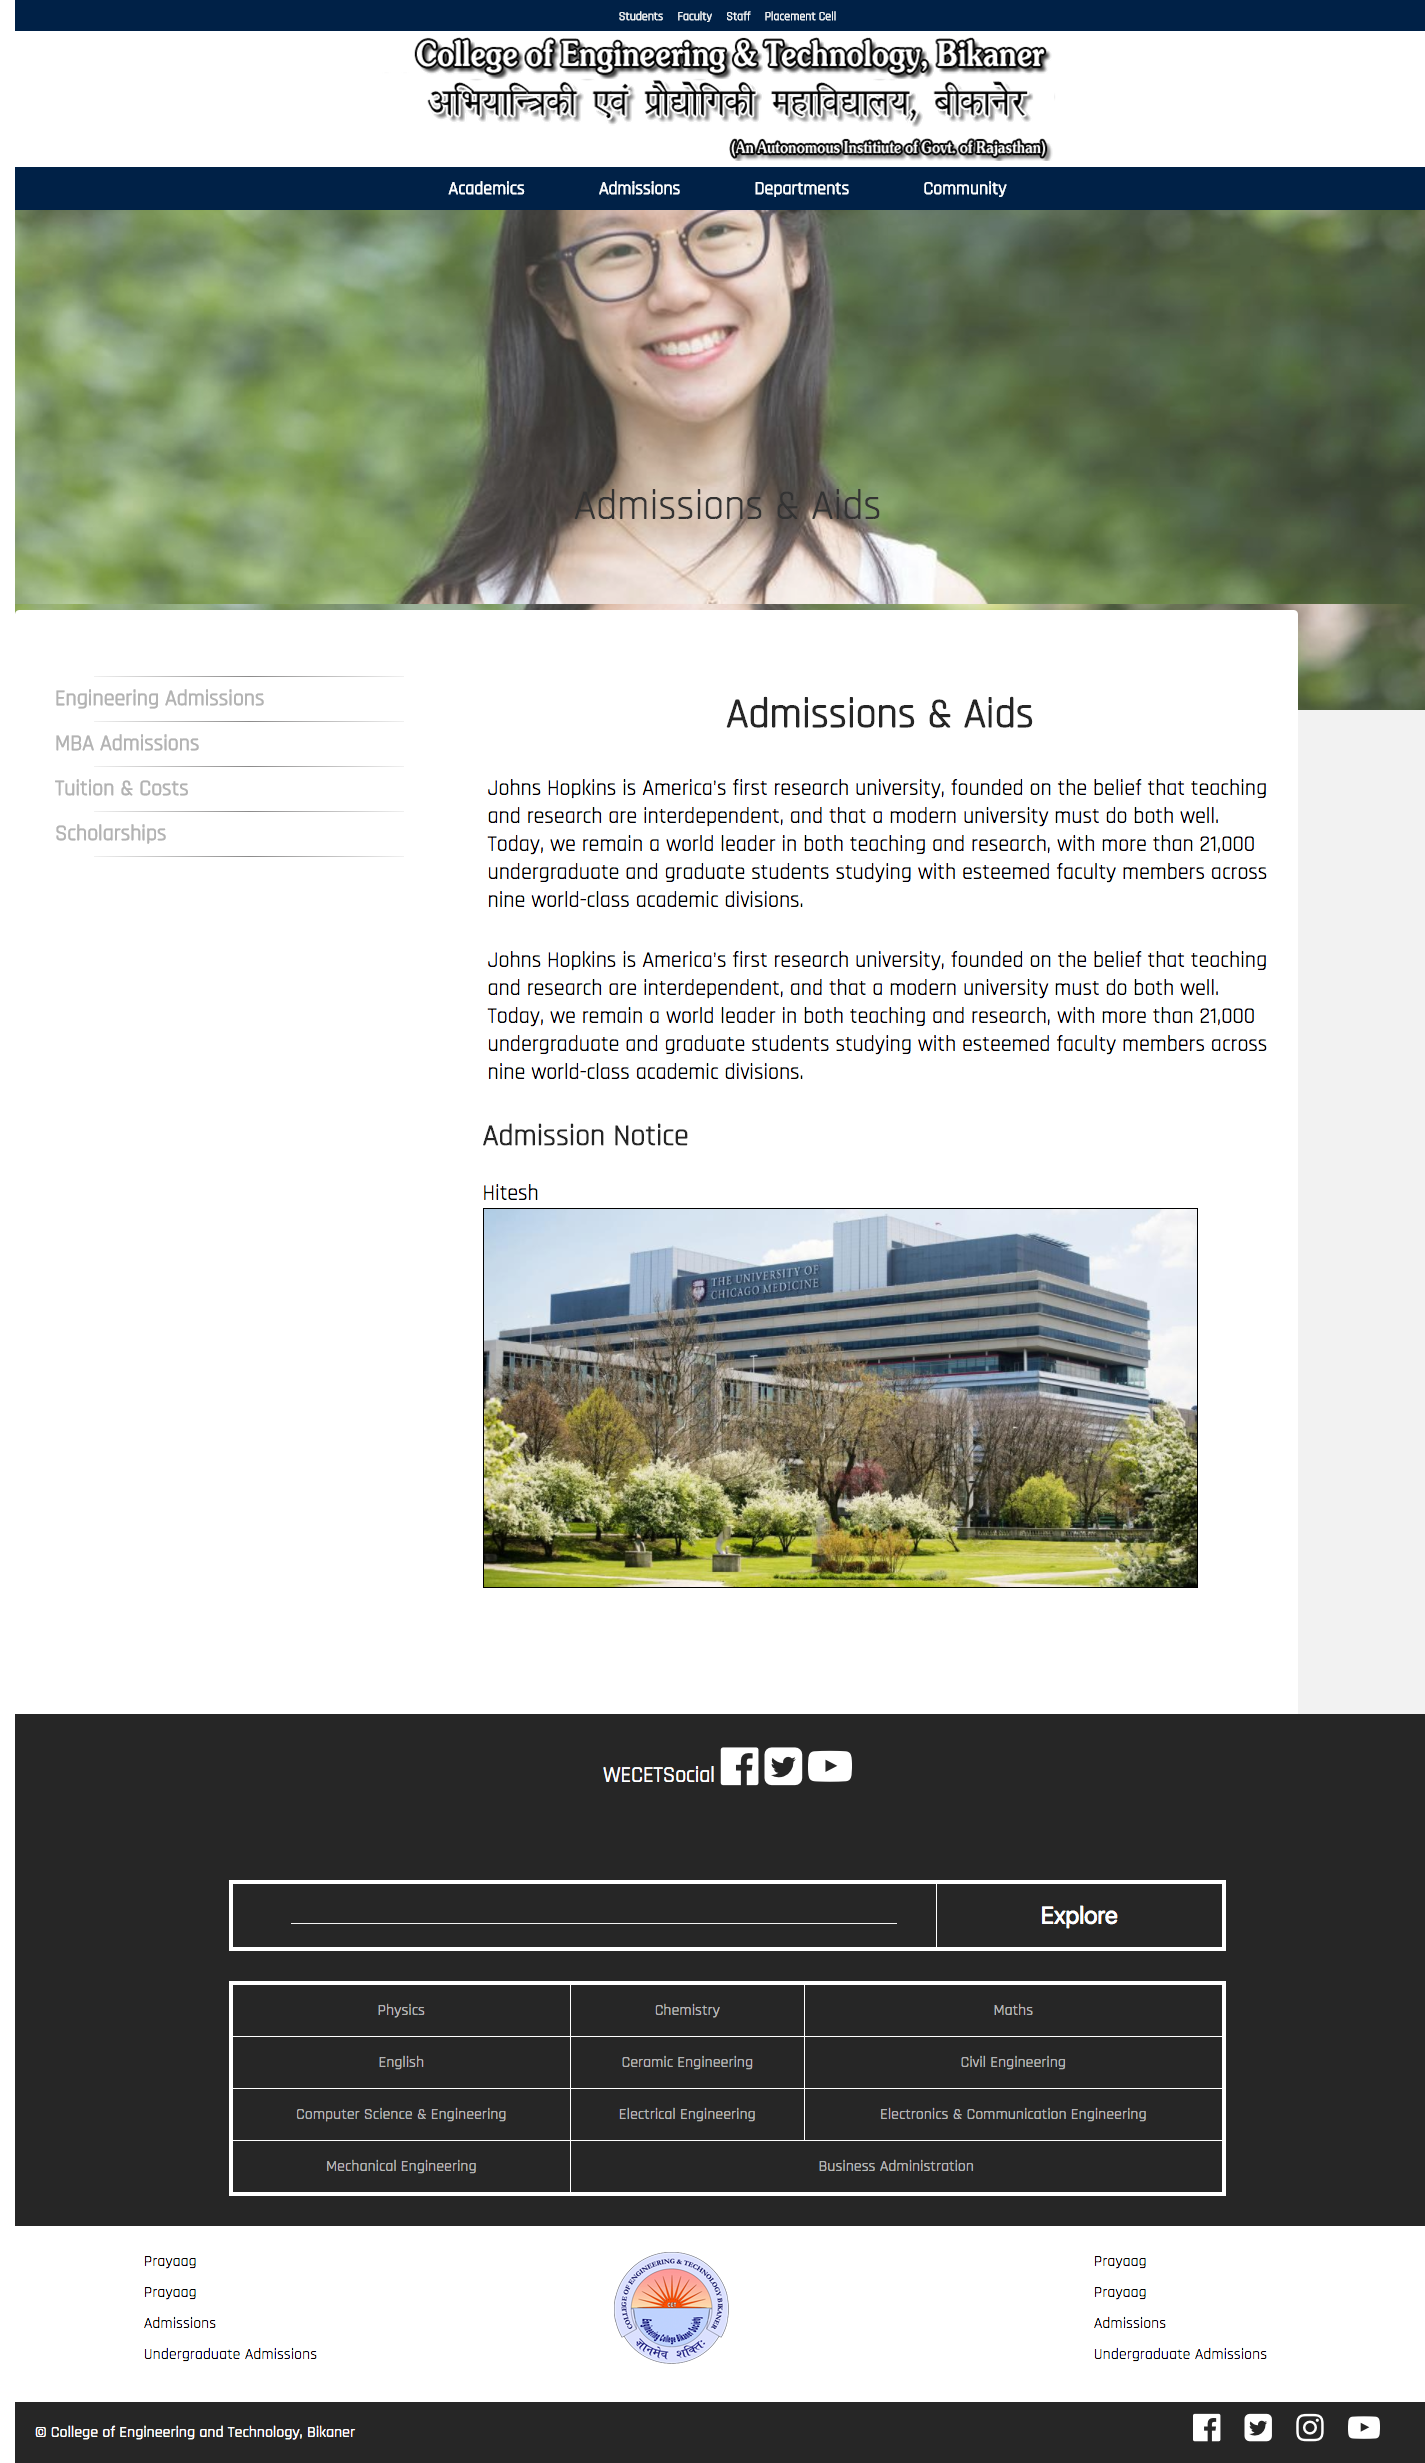 Students Faculty Staff Placement Cell
College of Engineering & Technology, Bikaner
अभियान्त्रिकी एवं प्रौद्योगिकी महाविद्यालय, बीकानेर
(An Autonomous Institiute of Govt. of Rajasthan)
Academics Admissions Departments Community
Admissions & Aids
Engineering Admissions
MBA Admissions
Tuition & Costs
Scholarships
Admissions & Aids
Johns Hopkins is America's first research university, founded on the belief that teaching
and research are interdependent, and that a modern university must do both well.
Today, we remain a world leader in both teaching and research, with more than 21,000
undergraduate and graduate students studying with esteemed faculty members across
nine world-class academic divisions.
Johns Hopkins is America's first research university, founded on the belief that teaching
and research are interdependent, and that a modern university must do both well.
Today, we remain a world leader in both teaching and research, with more than 21,000
undergraduate and graduate students studying with esteemed faculty members across
nine world-class academic divisions.
Admission Notice
Hitesh
THE UNIVERSITY OF
CHICAGO MEDICINE
WECETSocial
Explore
Physics Chemistry Maths
English Ceramic Engineering Civil Engineering
Computer Science & Engineering Electrical Engineering Electronics & Communication Engineering
Mechanical Engineering Business Administration
Prayaag
Prayaag
Admissions
Undergraduate Admissions
COLLEGE OF ENGINEERING & TECHNOLOGY BIKANER
CET
Engineering College Bikaner Society
ज्ञानमेव शक्तिः
Prayaag
Prayaag
Admissions
Undergraduate Admissions
© College of Engineering and Technology, Bikaner